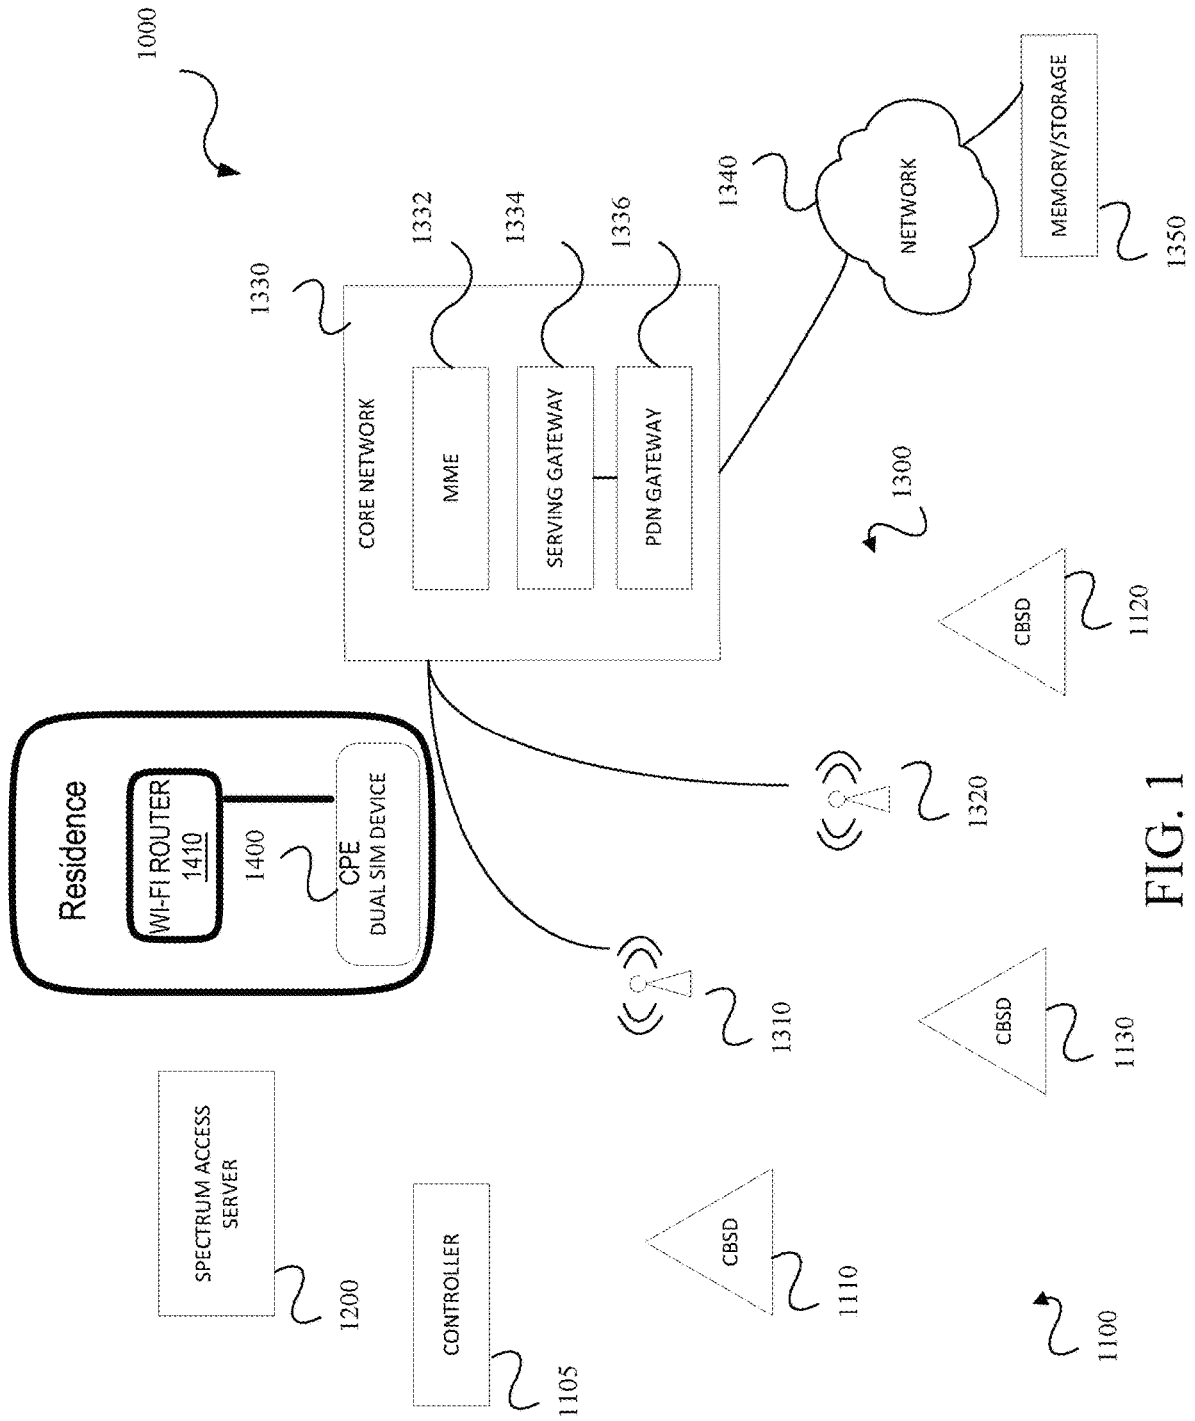 1000
Residence
WI-FI ROUTER
1410
1400
CPE
DUAL SIM DEVICE
SPECTRUM ACCESS
SERVER
1200
CONTROLLER
1105
1330
CORE NETWORK
MME
1332
SERVING GATEWAY
1334
PDN GATEWAY
1336
1340
NETWORK
MEMORY/STORAGE
1350
1300
1310
1320
CBSD
1110
CBSD
1130
CBSD
1120
1100
FIG. 1